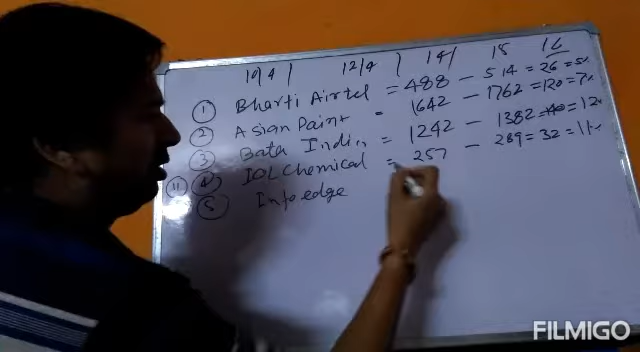 10/4 | 12/4 | 14/ 15 16
① Bharti Airtel = 488 - 514 = 26 = 5%
② Asian Paint = 1642 - 1762 = 120 = 7%
③ Bata India = 1242 - 1382 = 140 = 12%
11 ④ IOL Chemical = 257 - 289 = 32 = 11%
⑤ Info edge
FILMIGO